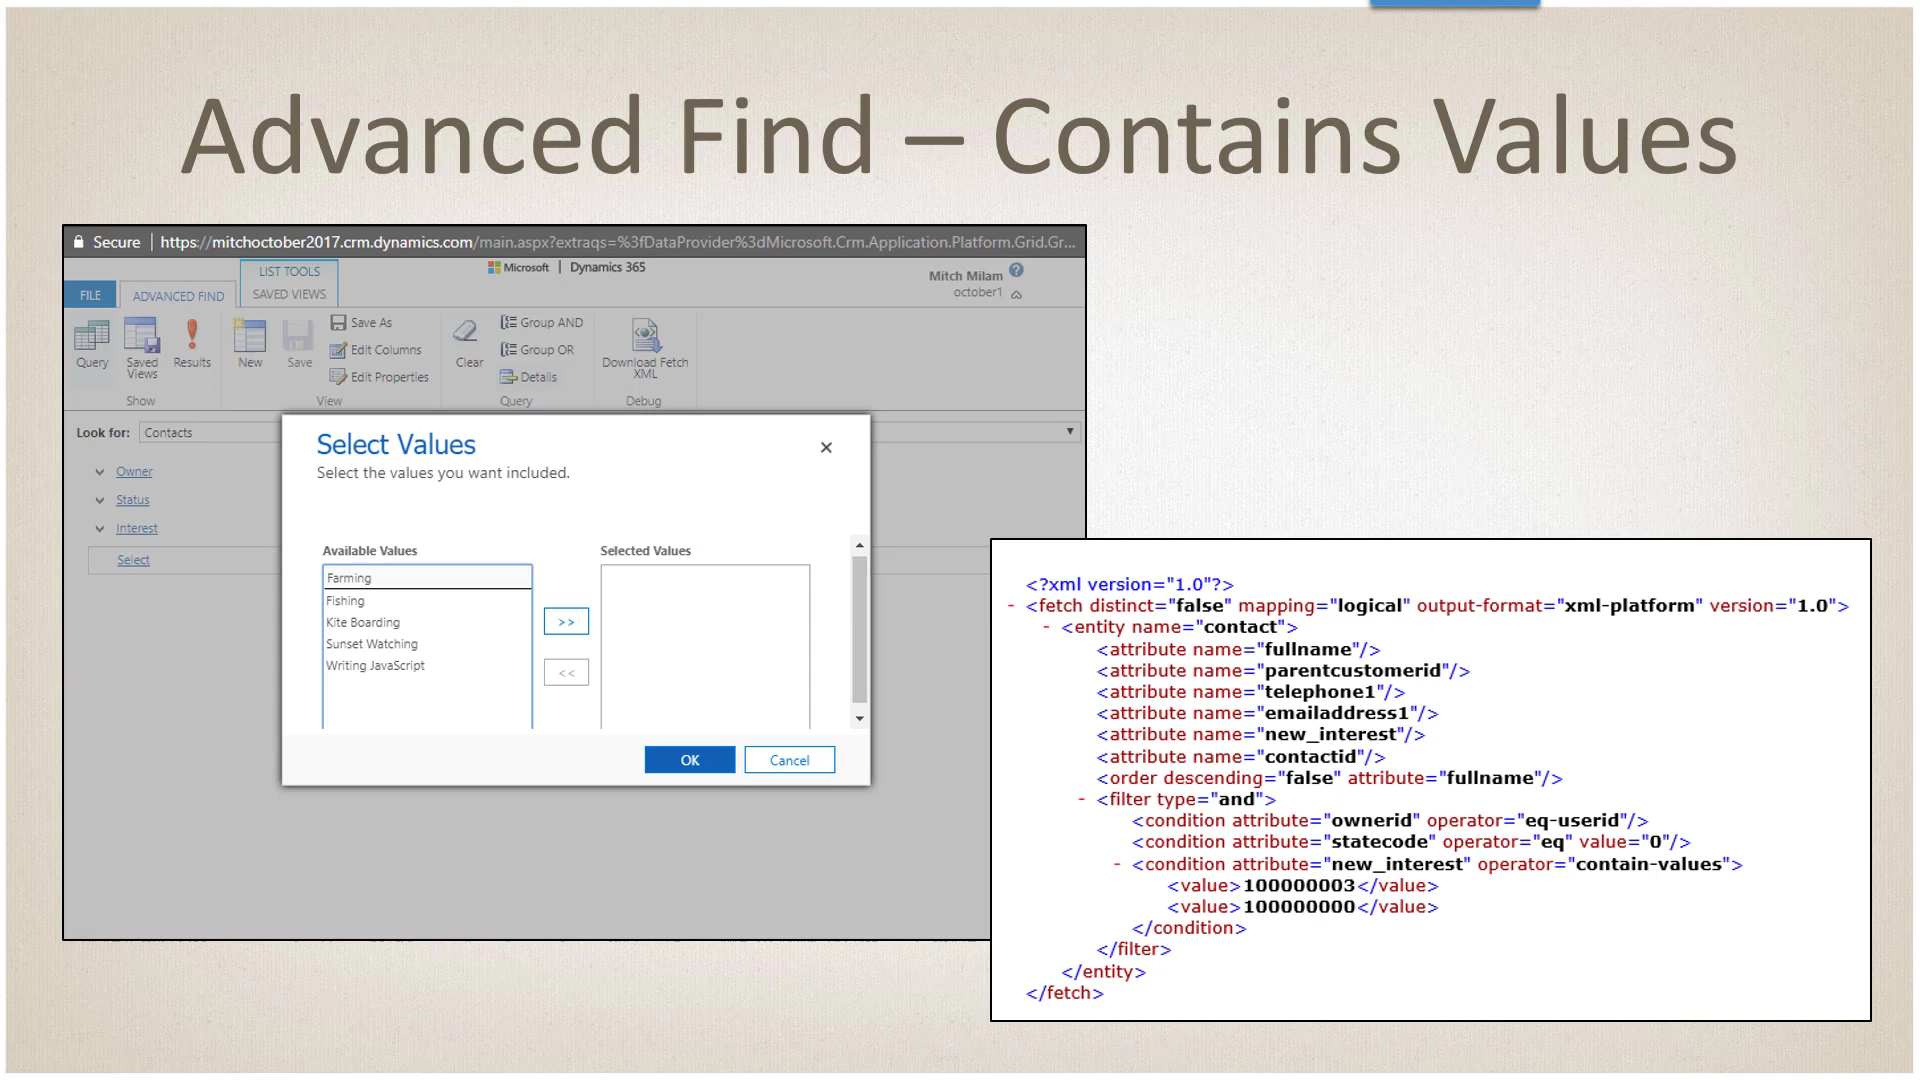 Advanced Find – Contains Values
Secure | https://mitchoctober2017.crm.dynamics.com/main.aspx?extraqs=%3fDataProvider%3dMicrosoft.Crm.Application.Platform.Grid.Gr...
LIST TOOLS
Microsoft | Dynamics 365
Mitch Milam
october1
FILE
ADVANCED FIND
SAVED VIEWS
Query
Saved Views
Results
New
Save
Save As
Edit Columns
Edit Properties
Clear
Group AND
Group OR
Details
Download Fetch XML
Show
View
Query
Debug
Look for: Contacts
Owner
Status
Interest
Select
Select Values
Select the values you want included.
Available Values
Selected Values
Farming
Fishing
Kite Boarding
Sunset Watching
Writing JavaScript
>>
<<
OK
Cancel
<?xml version="1.0"?>
- <fetch distinct="false" mapping="logical" output-format="xml-platform" version="1.0">
- <entity name="contact">
<attribute name="fullname"/>
<attribute name="parentcustomerid"/>
<attribute name="telephone1"/>
<attribute name="emailaddress1"/>
<attribute name="new_interest"/>
<attribute name="contactid"/>
<order descending="false" attribute="fullname"/>
- <filter type="and">
<condition attribute="ownerid" operator="eq-userid"/>
<condition attribute="statecode" operator="eq" value="0"/>
- <condition attribute="new_interest" operator="contain-values">
<value>100000003</value>
<value>100000000</value>
</condition>
</filter>
</entity>
</fetch>